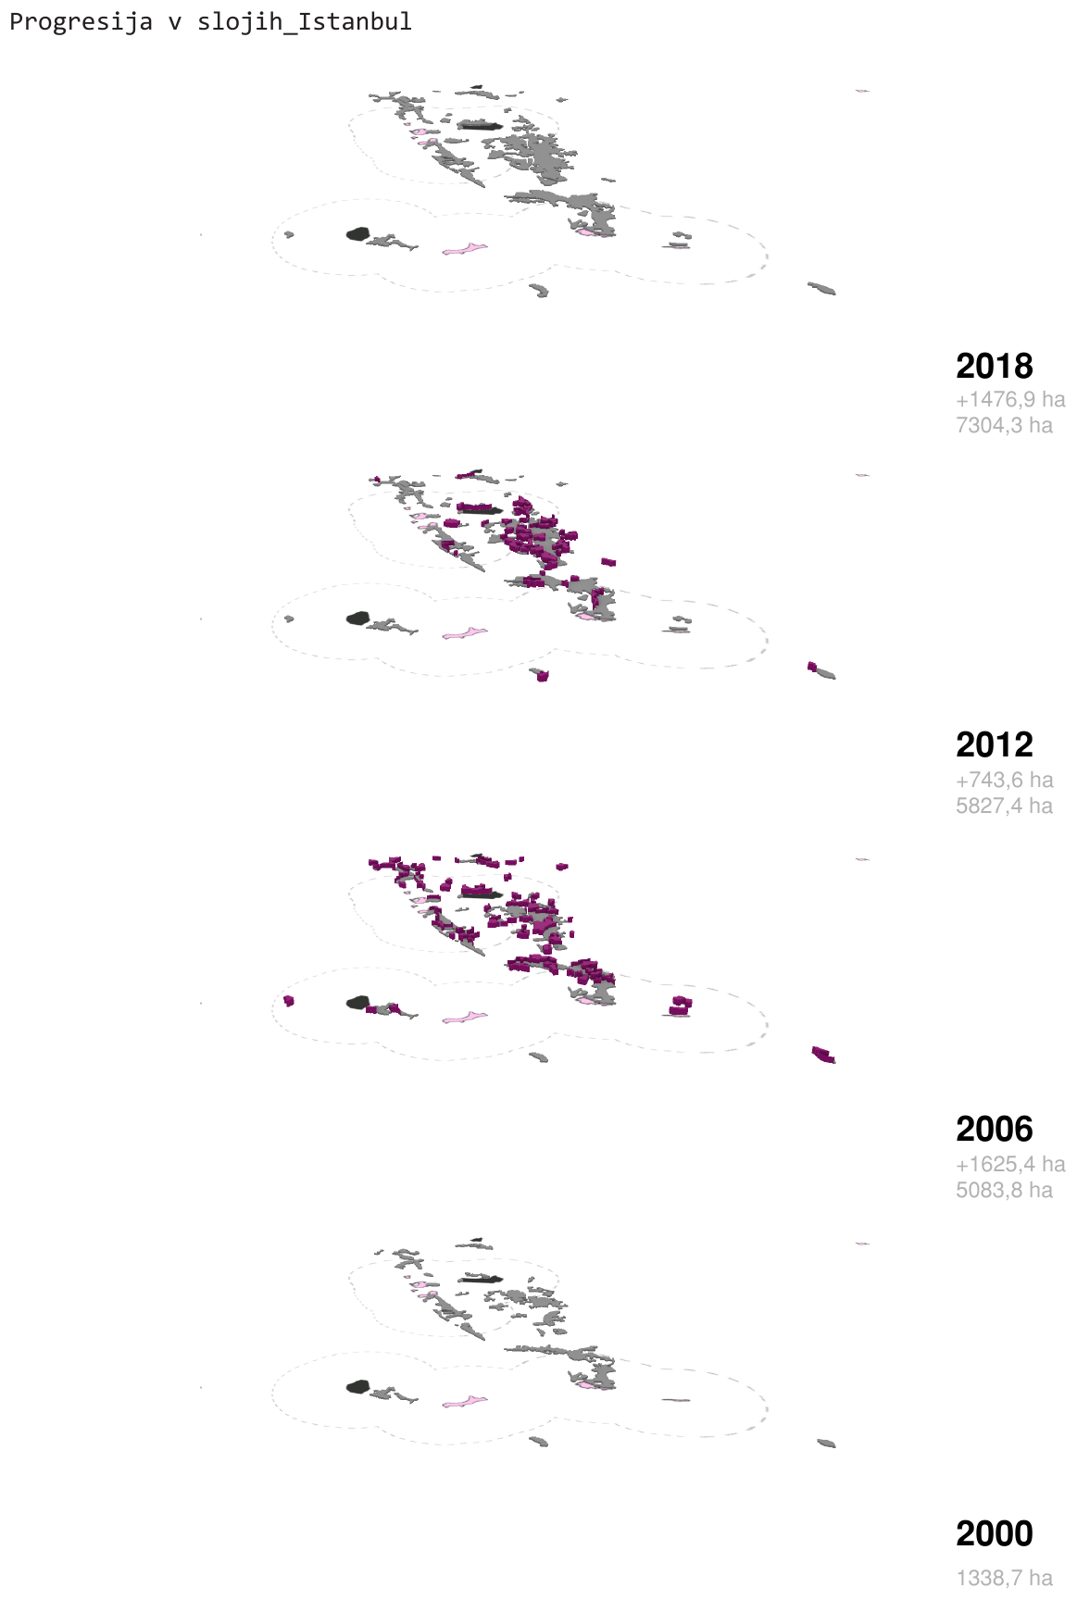 Progresija v slojih_Istanbul
2018
+1476,9 ha
7304,3 ha
2012
+743,6 ha
5827,4 ha
2006
+1625,4 ha
5083,8 ha
2000
1338,7 ha